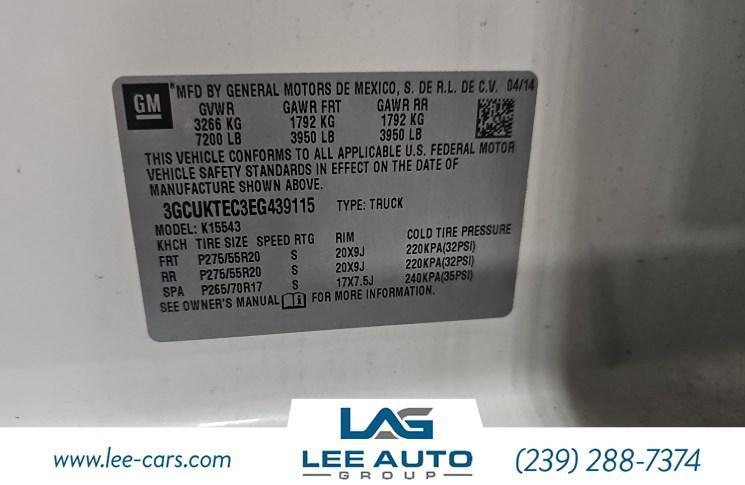 GM
MFD BY GENERAL MOTORS DE MEXICO, S. DE R.L. DE C.V. 04/14
GVWR GAWR FRT GAWR RR
3266 KG 1792 KG 1792 KG
7200 LB 3950 LB 3950 LB
THIS VEHICLE CONFORMS TO ALL APPLICABLE U.S. FEDERAL MOTOR
VEHICLE SAFETY STANDARDS IN EFFECT ON THE DATE OF
MANUFACTURE SHOWN ABOVE.
3GCUKTEC3EG439115 TYPE: TRUCK
MODEL: K15543
KHCH TIRE SIZE SPEED RTG RIM COLD TIRE PRESSURE
FRT P275/55R20 S 20X9J 220KPA(32PSI)
RR P275/55R20 S 20X9J 220KPA(32PSI)
SPA P265/70R17 S 17X7.5J 240KPA(35PSI)
SEE OWNER'S MANUAL FOR MORE INFORMATION.
LAG
LEE AUTO
GROUP
www.lee-cars.com
(239) 288-7374